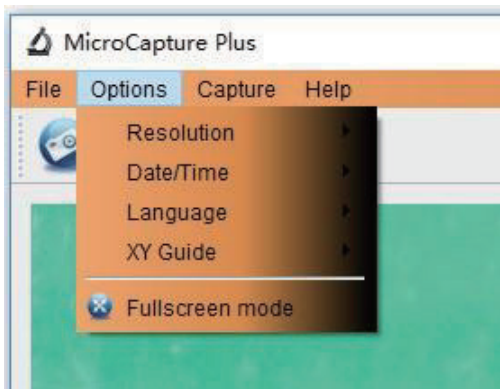 MicroCapture Plus
File Options Capture Help
Resolution
Date/Time
Language
XY Guide
Fullscreen mode